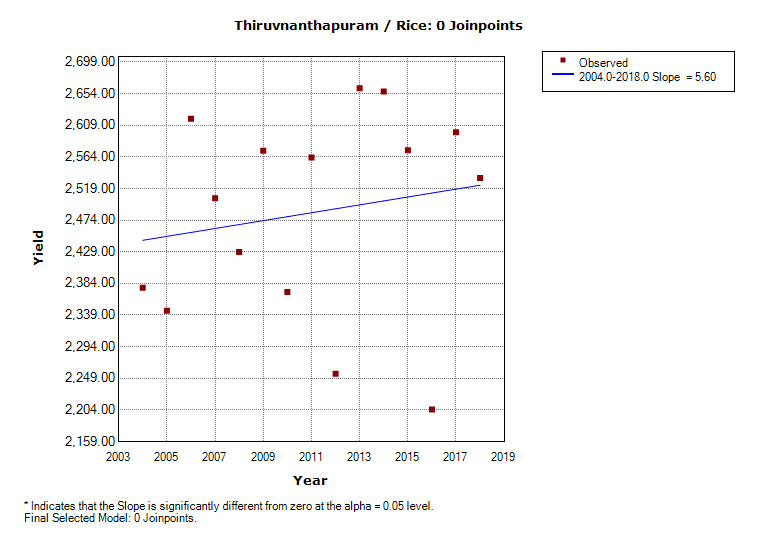 Thiruvnanthapuram / Rice: 0 Joinpoints
2,699.00
2,654.00
2,609.00
2,564.00
2,519.00
2,474.00
2,429.00
2,384.00
2,339.00
2,294.00
2,249.00
2,204.00
2,159.00
Yield
2003 2005 2007 2009 2011 2013 2015 2017 2019
Year
Observed
2004.0-2018.0 Slope = 5.60
* Indicates that the Slope is significantly different from zero at the alpha = 0.05 level.
Final Selected Model: 0 Joinpoints.